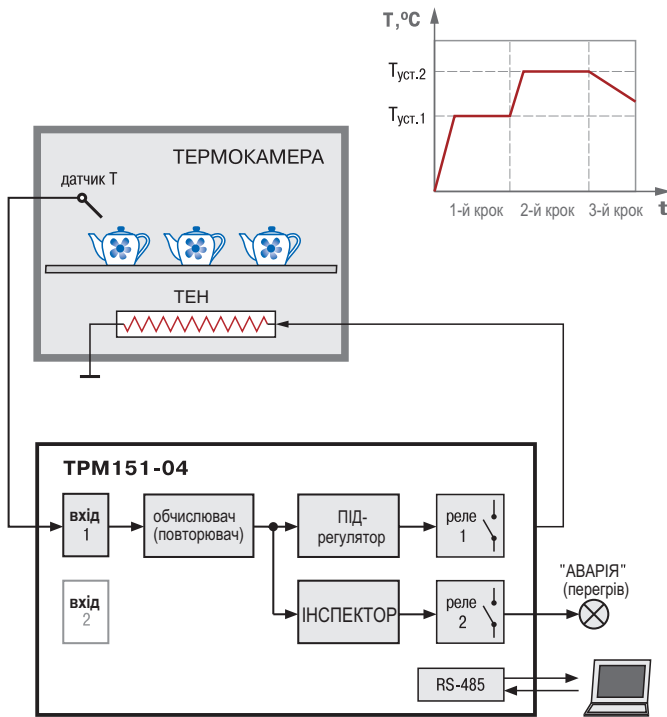 T,ºC
Tуст.2
Tуст.1
1-й крок 2-й крок 3-й крок t
ТЕРМОКАМЕРА
датчик T
ТЕН
ТРМ151-04
вхід
1
обчислювач
(повторювач)
ПІД-
регулятор
реле
1
"АВАРІЯ"
(перегрів)
вхід
2
ІНСПЕКТОР
реле
2
RS-485